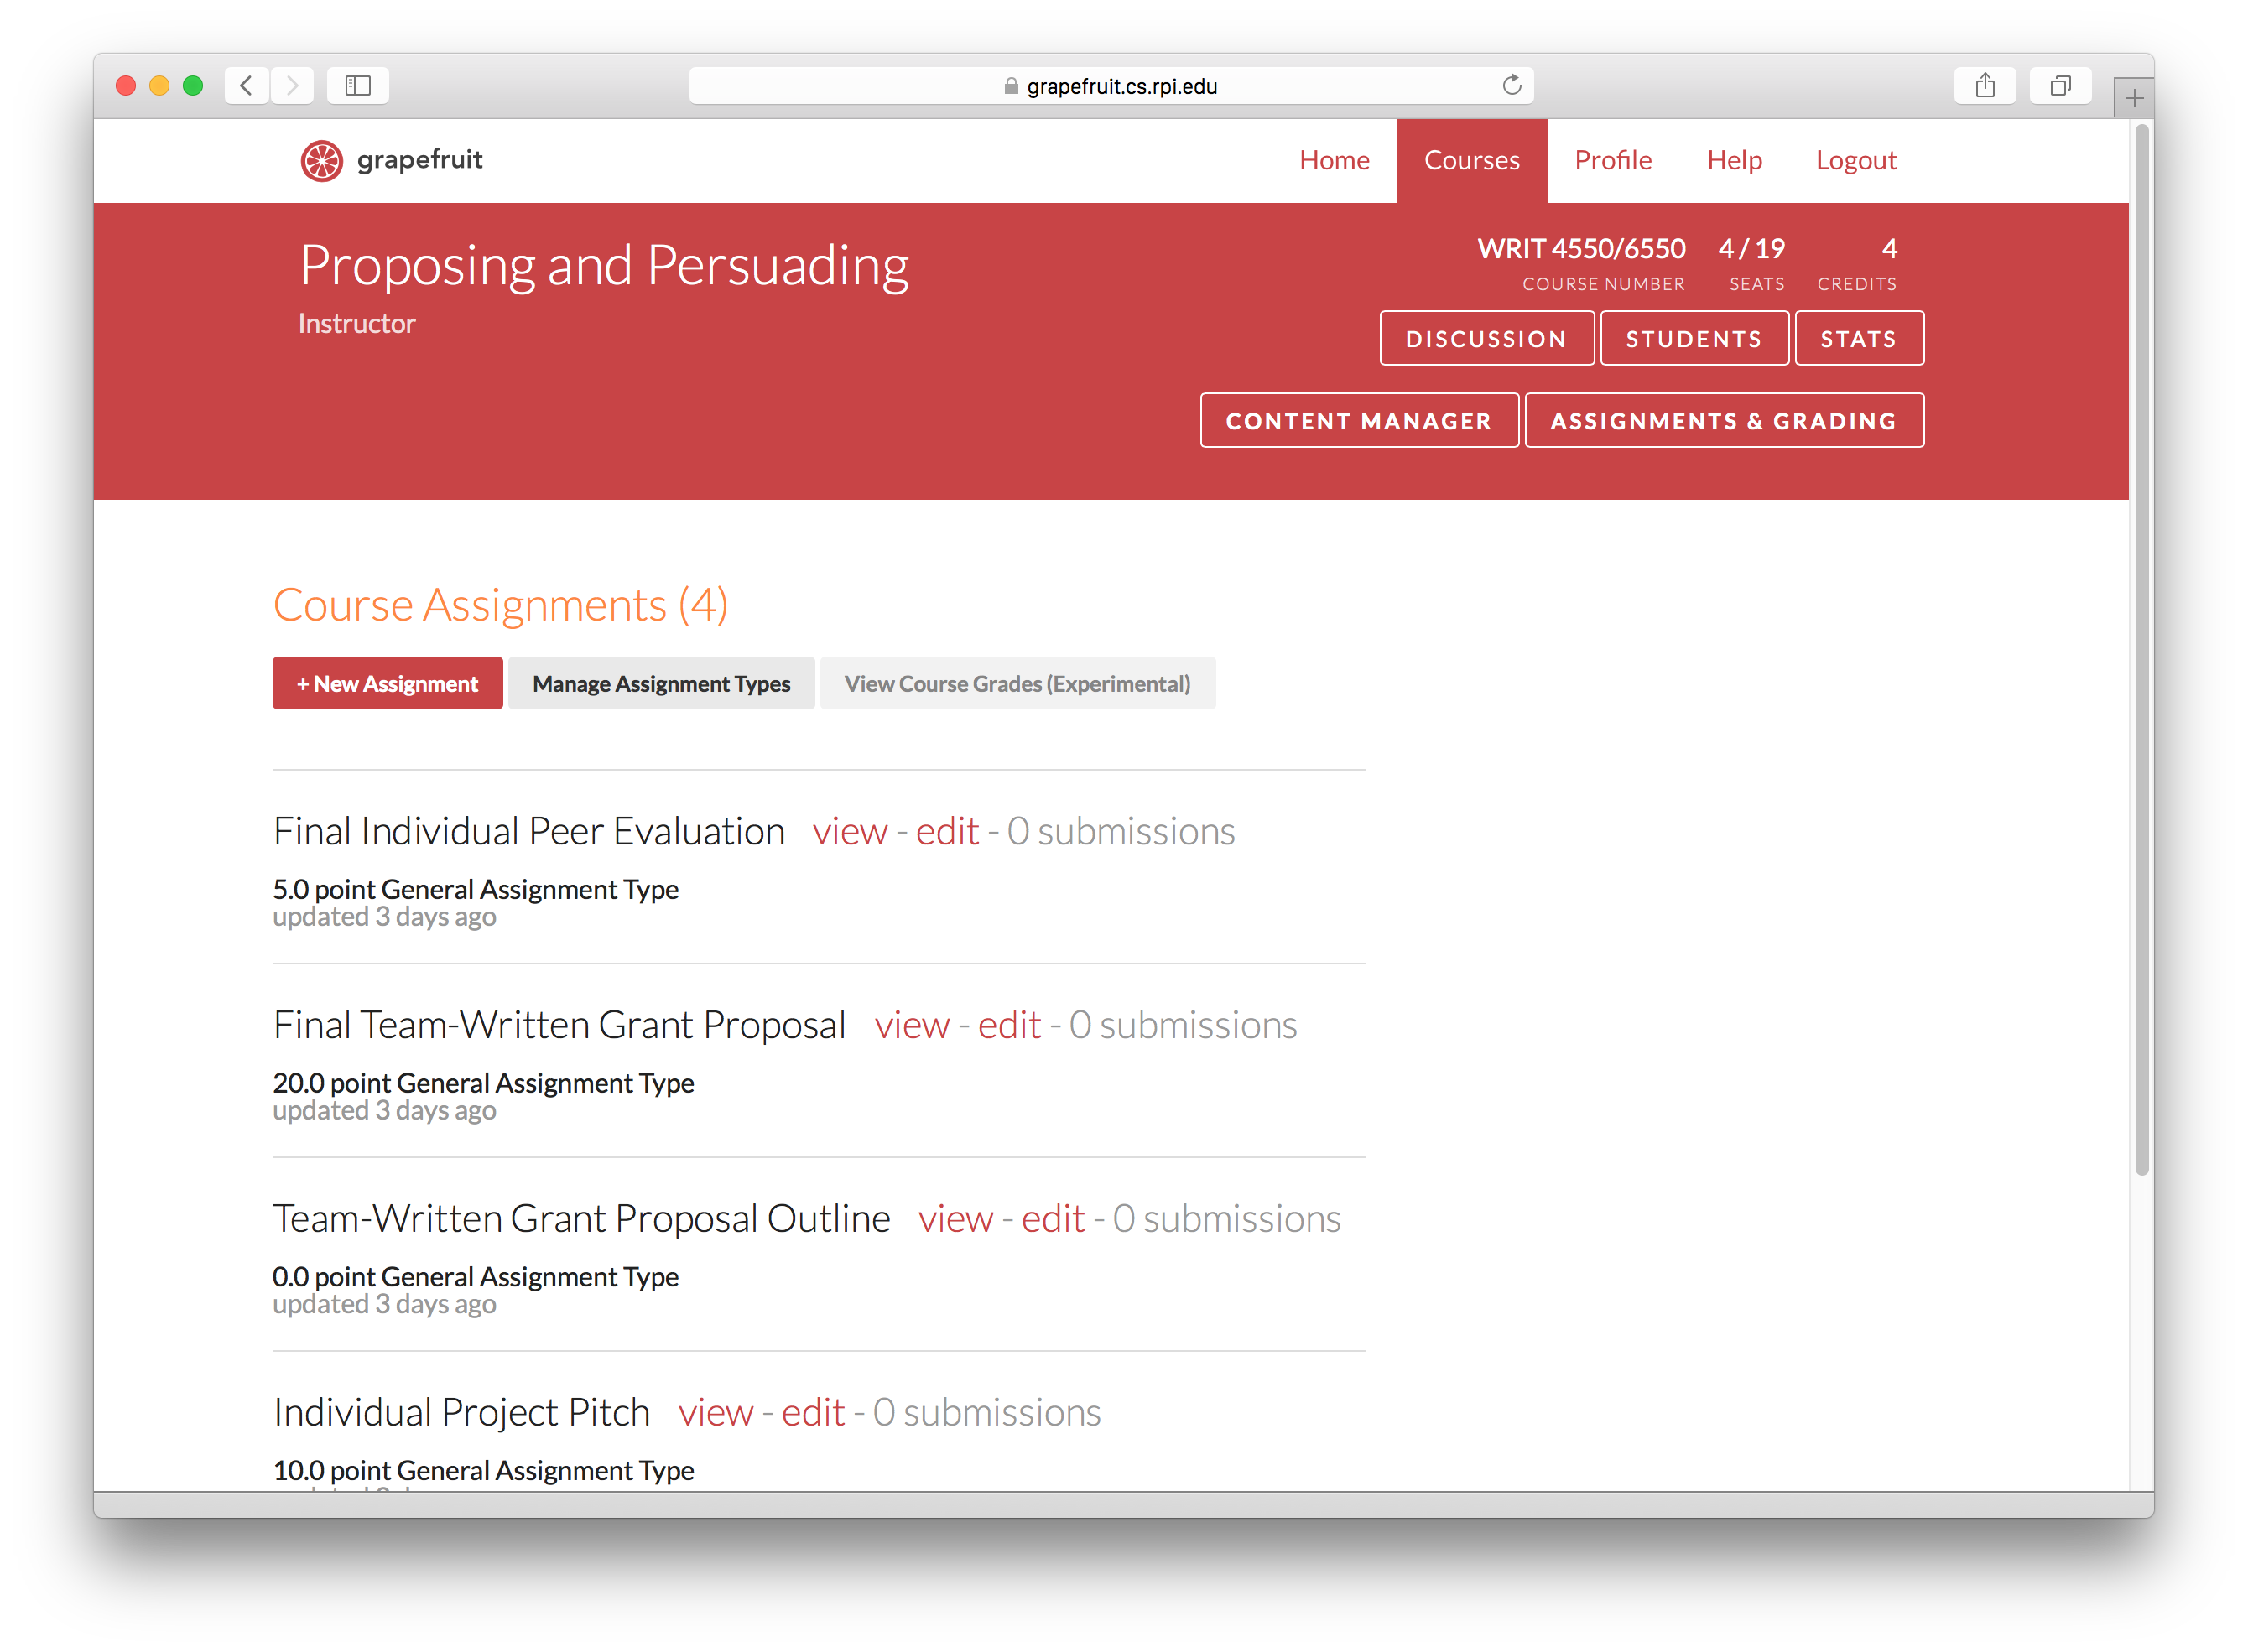 grapefruit.cs.rpi.edu
grapefruit
Home Courses Profile Help Logout
Proposing and Persuading
Instructor
WRIT 4550/6550 4 / 19 4
COURSE NUMBER SEATS CREDITS
DISCUSSION STUDENTS STATS
CONTENT MANAGER ASSIGNMENTS & GRADING
Course Assignments (4)
+ New Assignment Manage Assignment Types View Course Grades (Experimental)
Final Individual Peer Evaluation view - edit - 0 submissions
5.0 point General Assignment Type
updated 3 days ago
Final Team-Written Grant Proposal view - edit - 0 submissions
20.0 point General Assignment Type
updated 3 days ago
Team-Written Grant Proposal Outline view - edit - 0 submissions
0.0 point General Assignment Type
updated 3 days ago
Individual Project Pitch view - edit - 0 submissions
10.0 point General Assignment Type